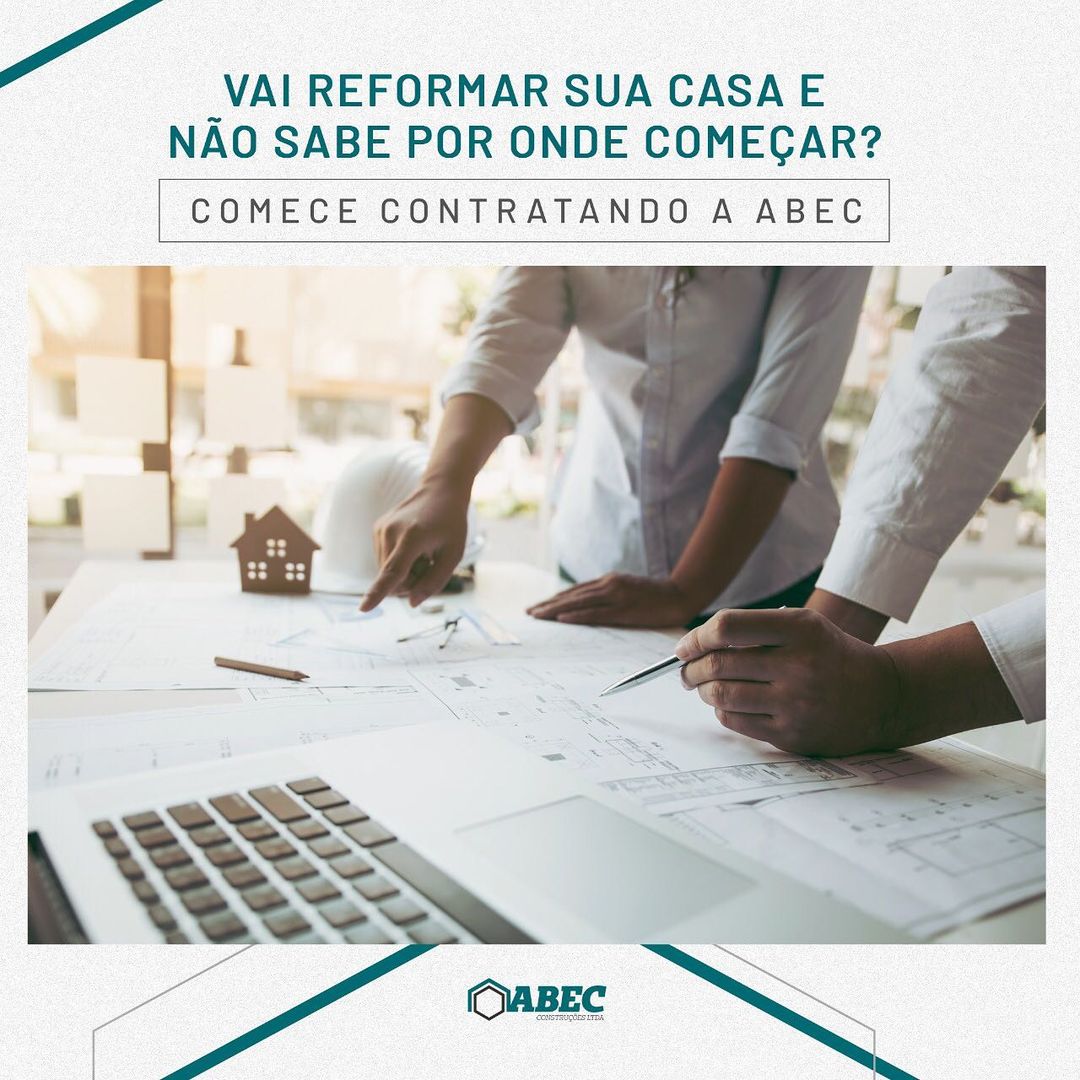 VAI REFORMAR SUA CASA E
NÃO SABE POR ONDE COMEÇAR?
COMECE CONTRATANDO A ABEC
ABEC
CONSTRUÇÕES LTDA